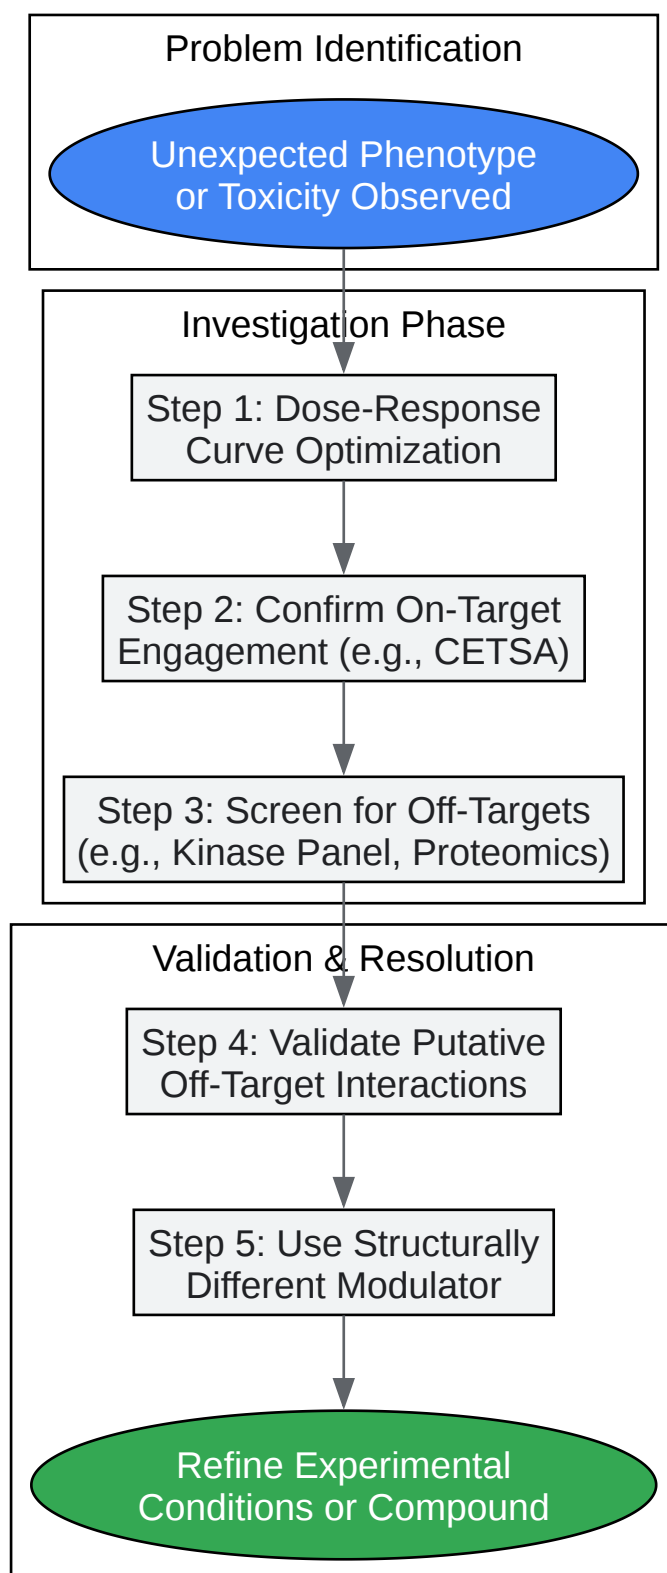 Problem Identification
Unexpected Phenotype
or Toxicity Observed
Investigation Phase
Step 1: Dose-Response
Curve Optimization
Step 2: Confirm On-Target
Engagement (e.g., CETSA)
Step 3: Screen for Off-Targets
(e.g., Kinase Panel, Proteomics)
Validation & Resolution
Step 4: Validate Putative
Off-Target Interactions
Step 5: Use Structurally
Different Modulator
Refine Experimental
Conditions or Compound